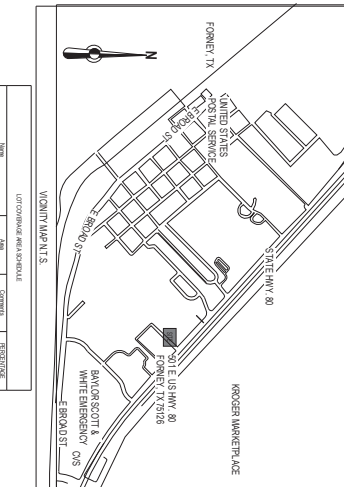 FORNEY, TX
UNITED STATES
POSTAL SERVICE
E BROAD ST
E BROAD ST
STATE HWY. 80
KROGER MARKETPLACE
501 E. US HWY. 80
FORNEY, TX 75126
BAYLOR SCOTT &
WHITE EMERGENCY
CVS
E BROAD ST.
N
VICINITY MAP N.T.S.
LOT COVERAGE AREA SCHEDULE
Name
Area
Comments
PERCENTAGE